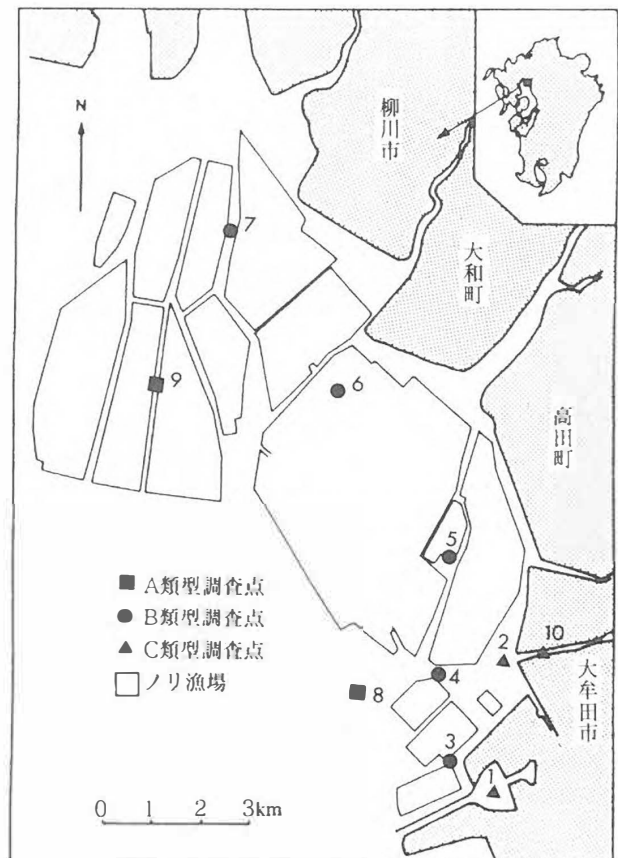 N
柳川市
大和町
高田町
大牟田市
7
9
6
5
2
10
4
8
3
1
■ A類型調査点
● B類型調査点
▲ C類型調査点
□ ノリ漁場
0 1 2 3km